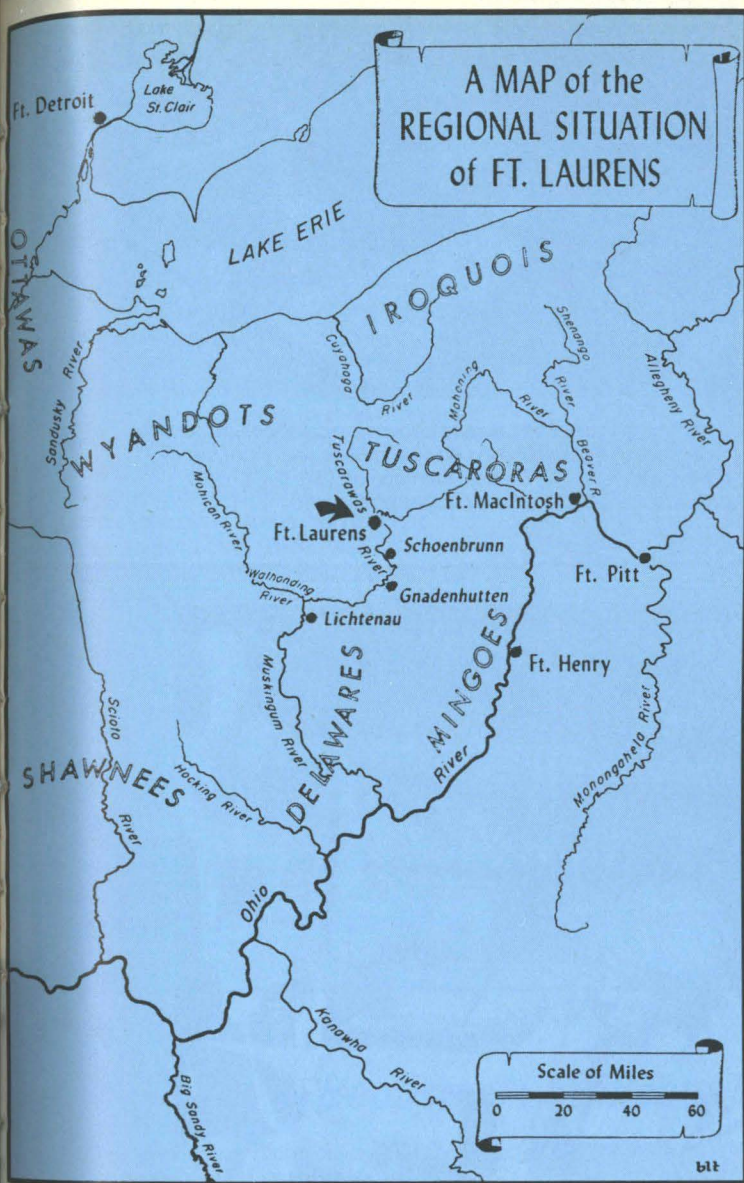 A MAP of the
REGIONAL SITUATION
of FT. LAURENS
Lake
St. Clair
Ft. Detroit
LAKE ERIE
OTTAWAS
IROQUOIS
Sandusky River
Cuyahoga
River
Shenango
River
Mahoning
River
Allegheny River
WYANDOTS
Tuscarawas
River
TUSCARORAS
Beaver R.
Mohican River
Ft. MacIntosh
Ft. Laurens
Schoenbrunn
Ft. Pitt
Walhonding
River
Gnadenhutten
Lichtenau
Ft. Henry
Muskingum River
DELAWARES
MINGOES
River
Monongahela River
Scioto
River
SHAWNEES
Hocking River
Ohio
Kanawha
River
Big Sandy River
Scale of Miles
0 20 40 60
blt